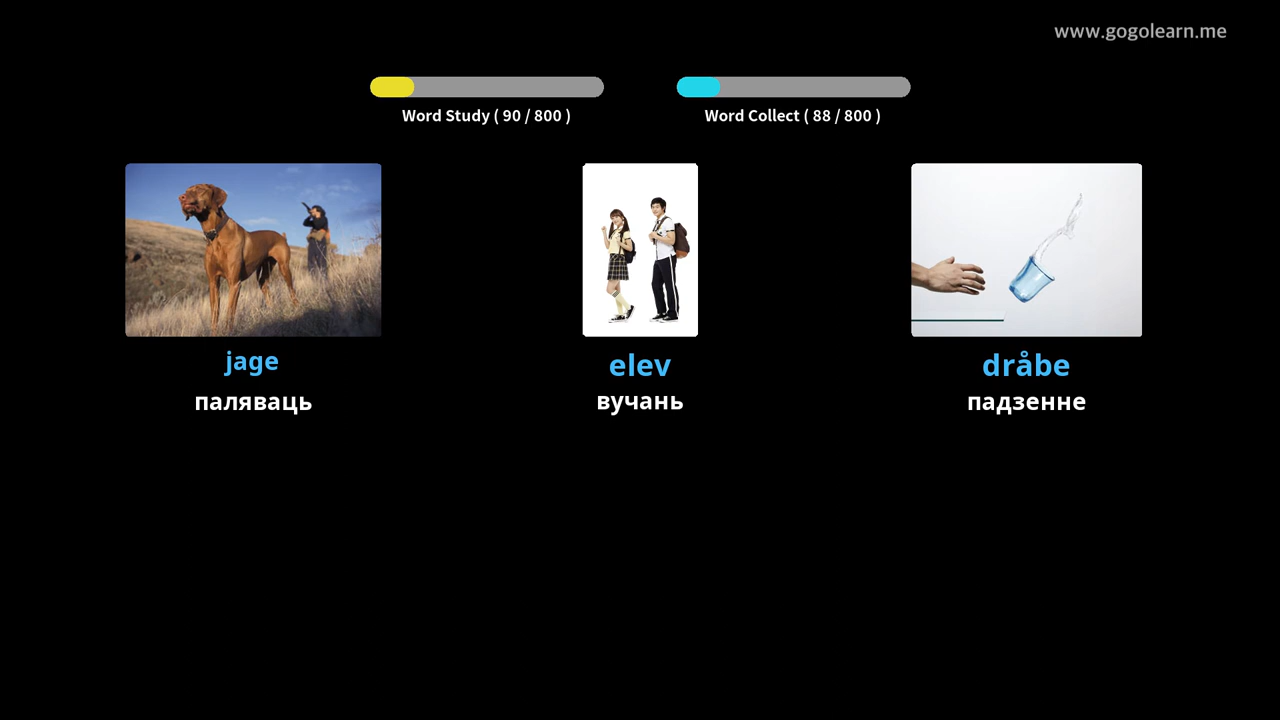 www.gogolearn.me
Word Study ( 90 / 800 )
Word Collect ( 88 / 800 )
jage
паляваць
elev
вучань
dråbe
падзенне